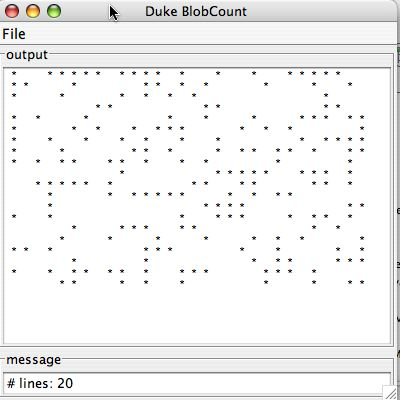 Duke BlobCount
File
output
message
# lines: 20